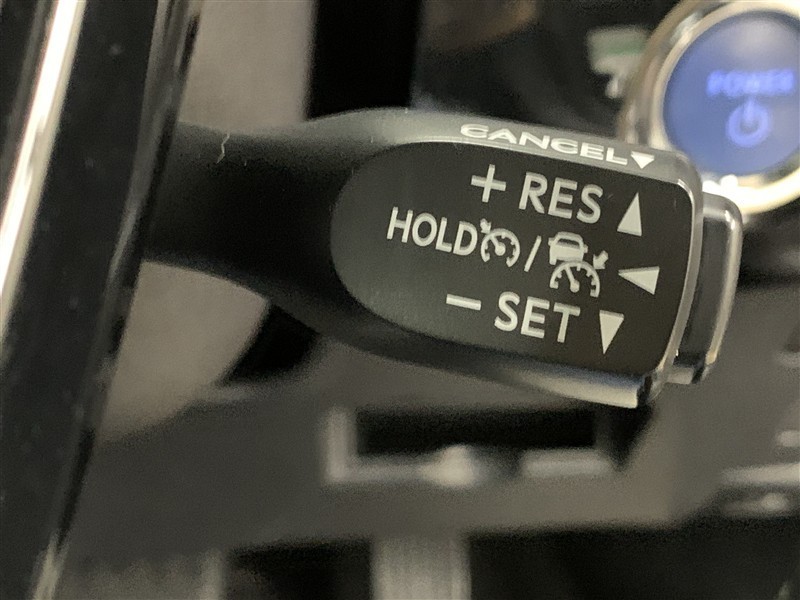 CANCEL▼
+ RES ▲
HOLD / ◀
− SET ▼
POWER